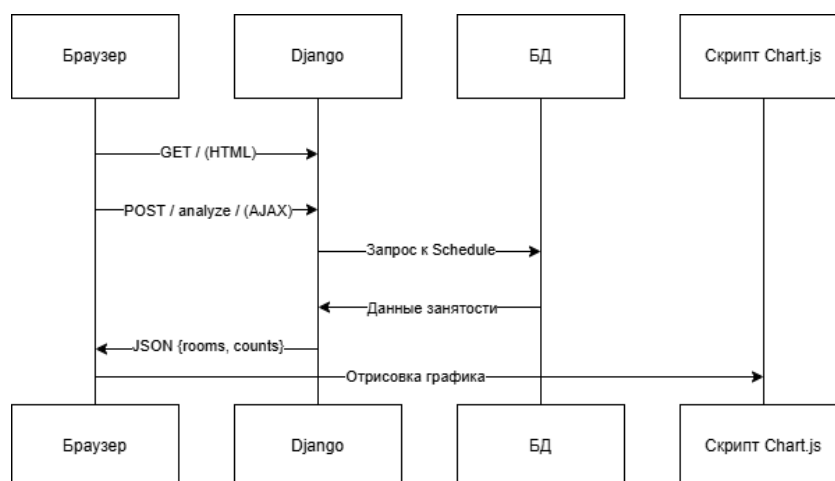 Браузер
Django
БД
Скрипт Chart.js
GET / (HTML)
POST / analyze / (AJAX)
Запрос к Schedule
Данные занятости
JSON {rooms, counts}
Отрисовка графика
Браузер
Django
БД
Скрипт Chart.js